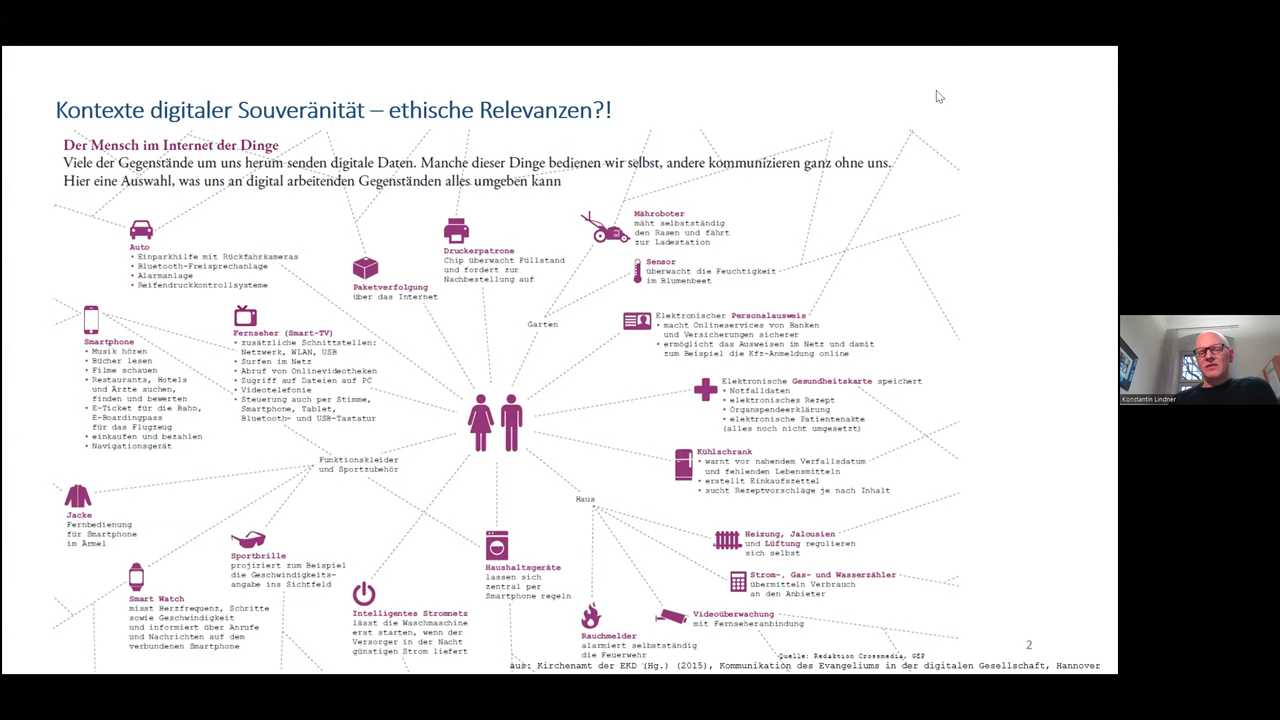 Kontexte digitaler Souveränität – ethische Relevanzen?!
Der Mensch im Internet der Dinge
Viele der Gegenstände um uns herum senden digitale Daten. Manche dieser Dinge bedienen wir selbst, andere kommunizieren ganz ohne uns.
Hier eine Auswahl, was uns an digital arbeitenden Gegenständen alles umgeben kann
Auto
• Einparkhilfe mit Rückfahrkameras
• Bluetooth-Freisprechanlage
• Alarmanlage
• Reifendruckkontrollsysteme
Paketverfolgung
über das Internet
Druckerpatrone
Chip überwacht Füllstand
und fordert zur
Nachbestellung auf
Mähroboter
mäht selbstständig
den Rasen und fährt
zur Ladestation
Sensor
überwacht die Feuchtigkeit
im Blumenbeet
Garten
Smartphone
• Musik hören
• Bücher lesen
• Filme schauen
• Restaurants, Hotels
und Ärzte suchen,
finden und bewerten
• E-Ticket für die Bahn,
E-Boardingpass
für das Flugzeug
• einkaufen und bezahlen
• Navigationsgerät
Fernseher (Smart-TV)
• zusätzliche Schnittstellen:
Netzwerk, WLAN, USB
• Surfen im Netz
• Abruf von Onlinevideotheken
• Zugriff auf Dateien auf PC
• Videotelefonie
• Steuerung auch per Stimme,
Smartphone, Tablet,
Bluetooth- und USB-Tastatur
Elektronischer Personalausweis
• macht Onlineservices von Banken
und Versicherungen sicherer
• ermöglicht das Ausweisen im Netz und damit
zum Beispiel die Kfz-Anmeldung online
Elektronische Gesundheitskarte speichert
• Notfalldaten
• elektronisches Rezept
• Organspendeerklärung
• elektronische Patientenakte
(alles noch nicht umgesetzt)
Kühlschrank
• warnt vor nahendem Verfallsdatum
und fehlenden Lebensmitteln
• erstellt Einkaufszettel
• sucht Rezeptvorschläge je nach Inhalt
Funktionskleider
und Sportzubehör
Haus
Jacke
Fernbedienung
für Smartphone
im Ärmel
Sportbrille
projiziert zum Beispiel
die Geschwindigkeits-
angabe ins Sichtfeld
Smart Watch
misst Herzfrequenz, Schritte
sowie Geschwindigkeit
und informiert über Anrufe
und Nachrichten auf dem
verbundenen Smartphone
Intelligentes Stromnetz
lässt die Waschmaschine
erst starten, wenn der
Versorger in der Nacht
günstigen Strom liefert
Haushaltsgeräte
lassen sich
zentral per
Smartphone regeln
Heizung, Jalousien
und Lüftung regulieren
sich selbst
Strom-, Gas- und Wasserzähler
übermitteln Verbrauch
an den Anbieter
Videoüberwachung
mit Fernseheranbindung
Rauchmelder
alarmiert selbstständig
die Feuerwehr
2
Quelle: Redaktion Crossmedia, GEP
aus: Kirchenamt der EKD (Hg.) (2015), Kommunikation des Evangeliums in der digitalen Gesellschaft, Hannover
Konstantin Lindner